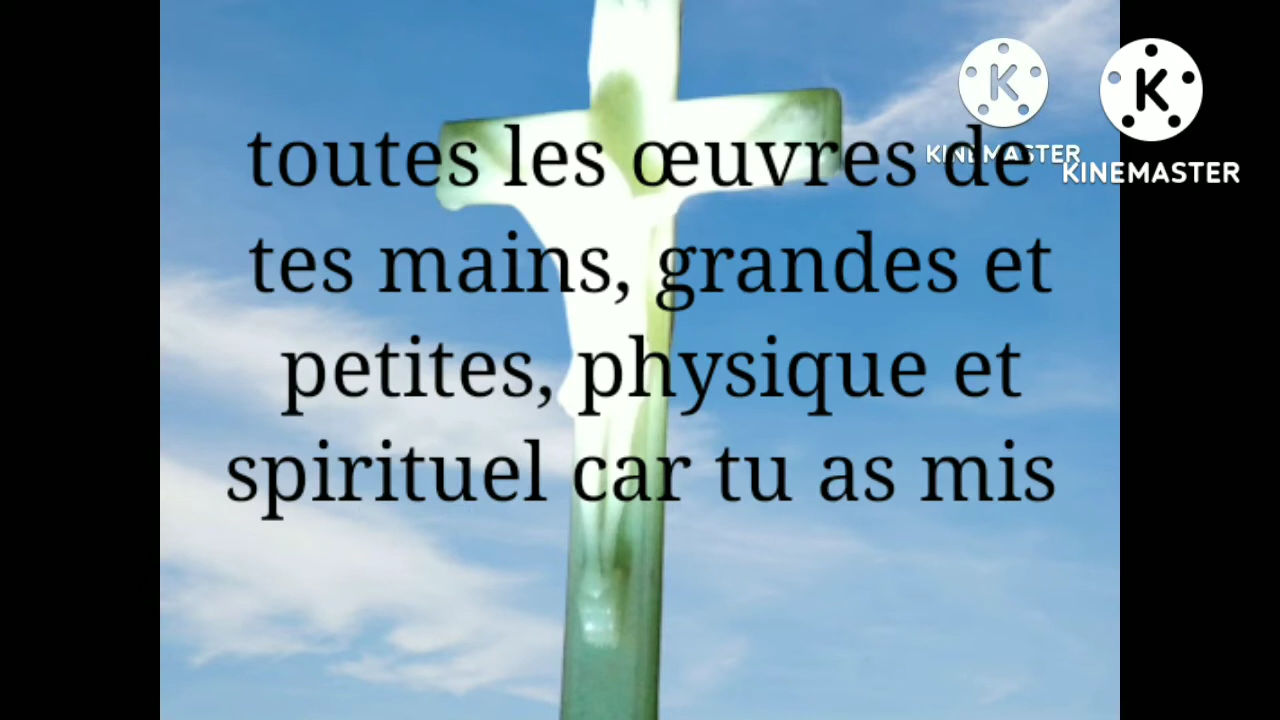 toutes les œuvres de
tes mains, grandes et
petites, physique et
spirituel car tu as mis
KINEMASTER
KINEMASTER